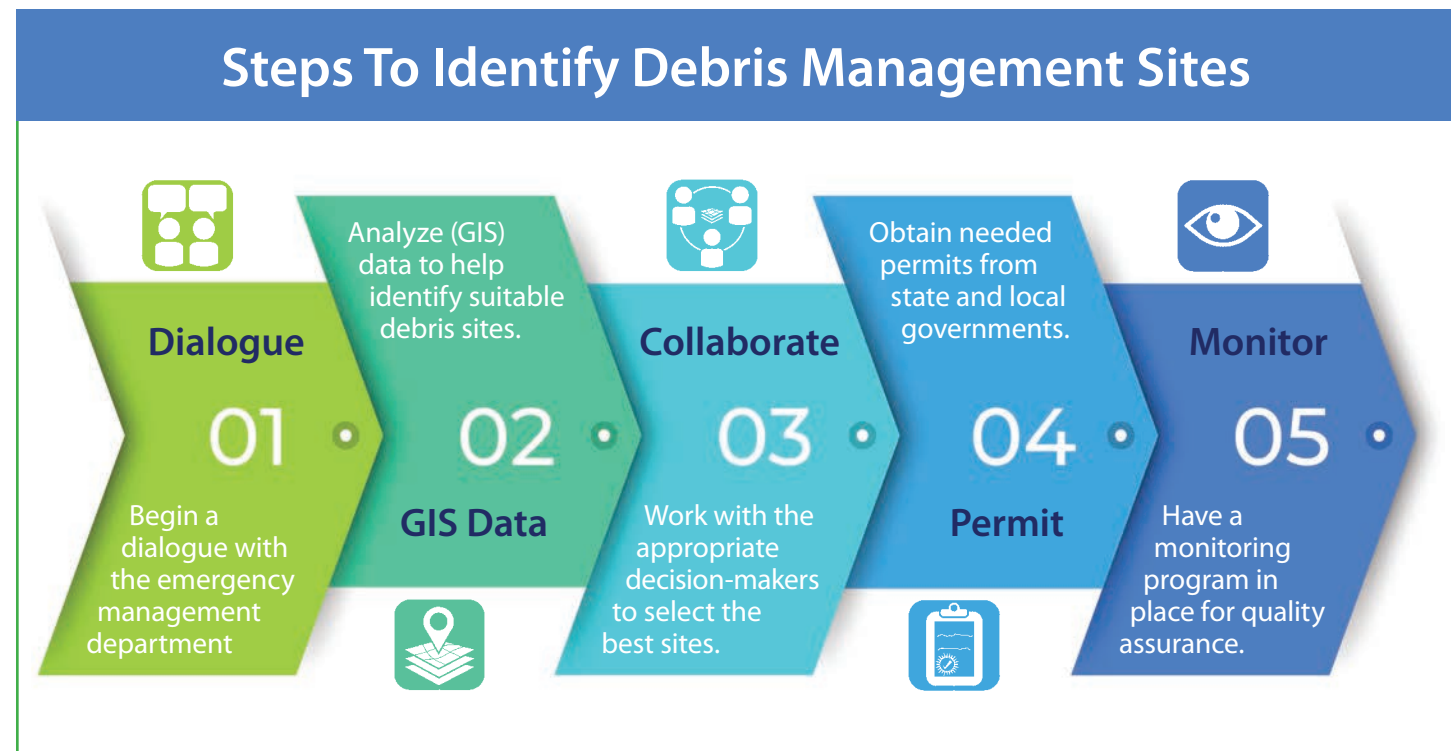 Steps To Identify Debris Management Sites
Dialogue
01
Begin a
dialogue with
the emergency
management
department
Analyze (GIS)
data to help
identify suitable
debris sites.
02
GIS Data
Collaborate
03
Work with the
appropriate
decision-makers
to select the
best sites.
Obtain needed
permits from
state and local
governments.
04
Permit
Monitor
05
Have a
monitoring
program in
place for quality
assurance.